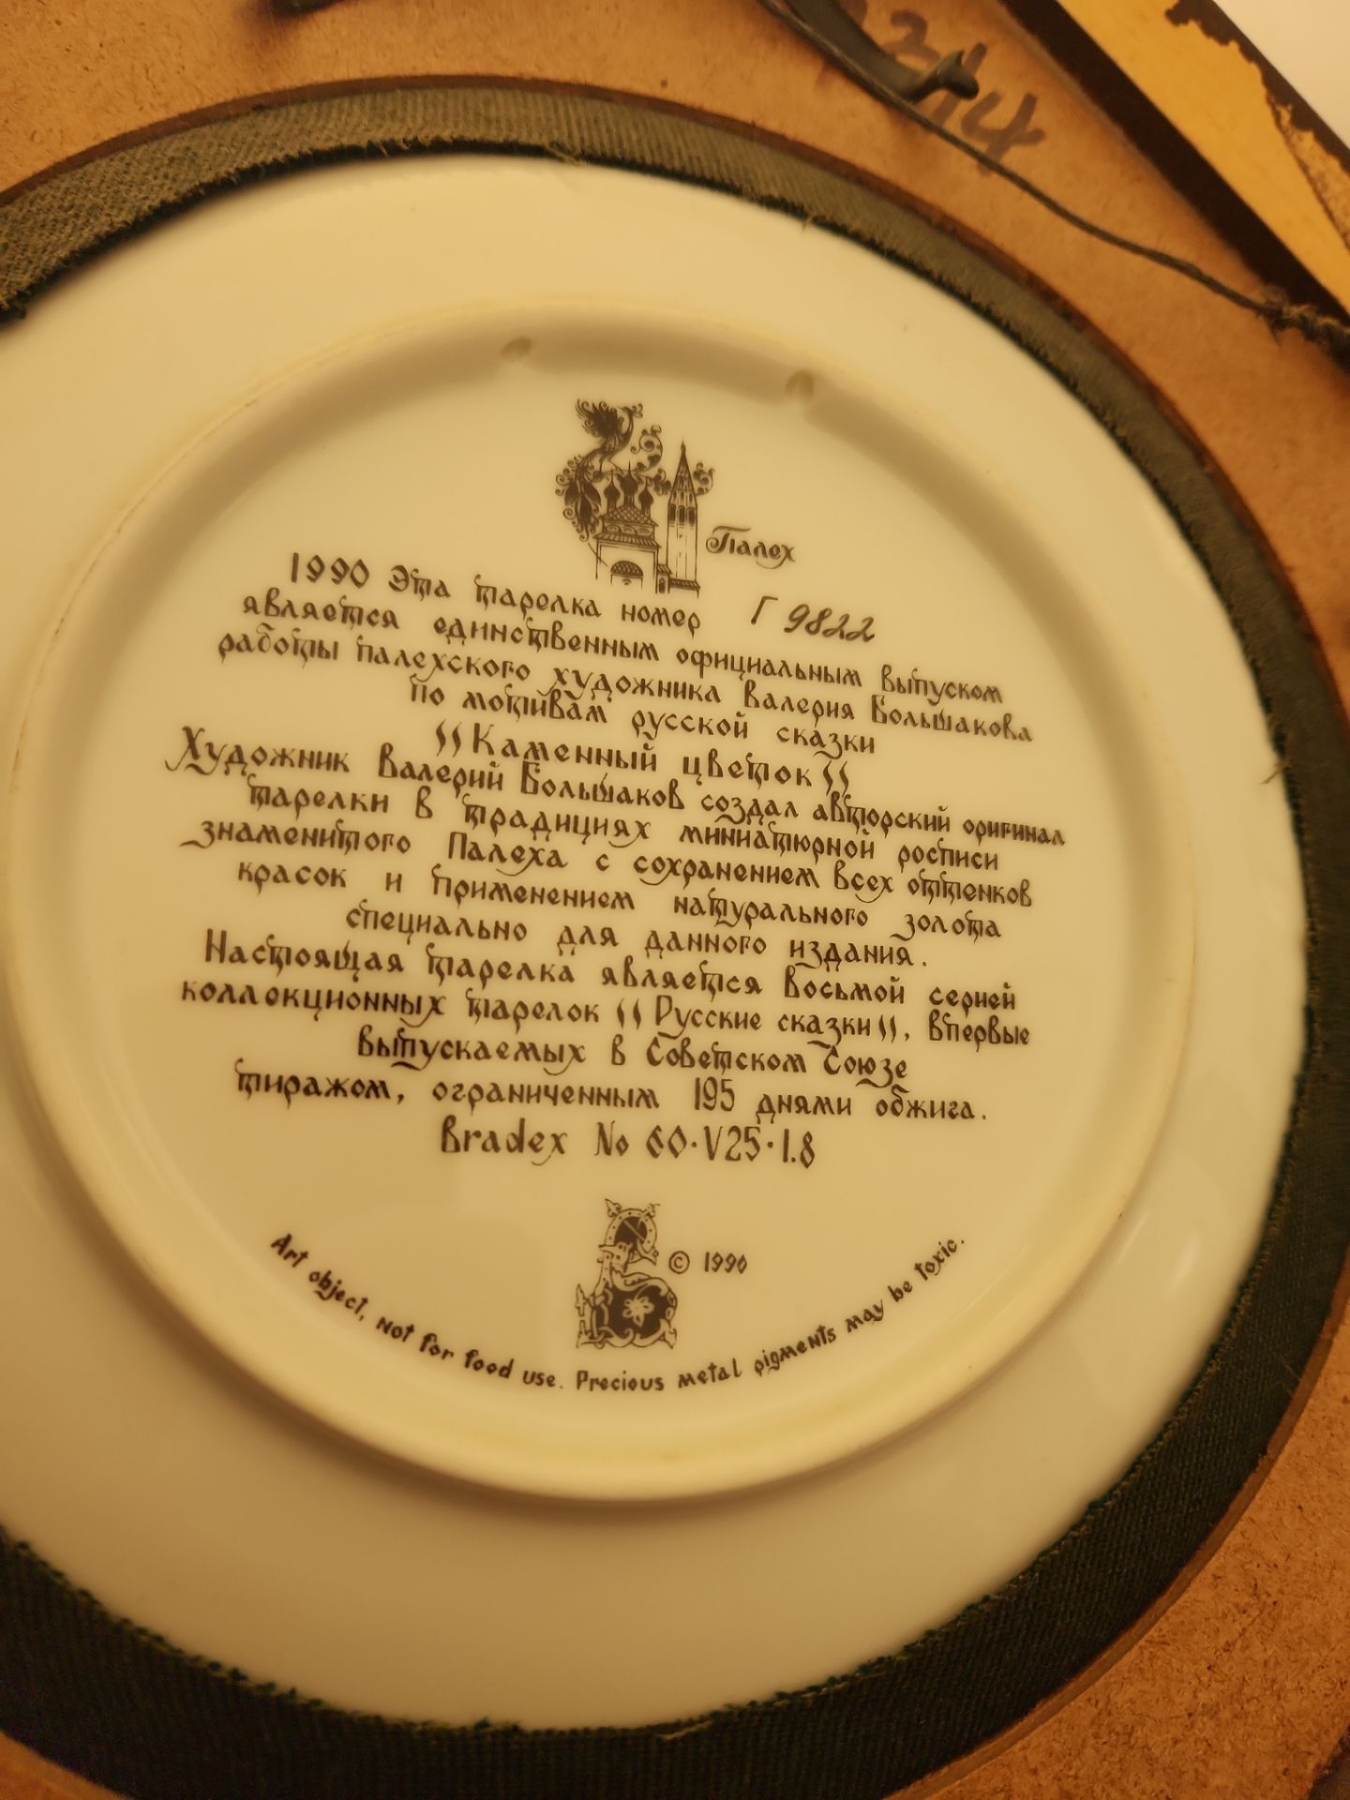 2314
Палех
1990 Эта тарелка номер Г 9822
является единственным официальным выпуском
работы палехского художника Валерия Большакова
по мотивам русской сказки
"Каменный цветок"
Художник Валерий Большаков создал авторский оригинал
тарелки в традициях миниатюрной росписи
знаменитого Палеха с сохранением всех оттенков
красок и применением натурального золота
специально для данного издания.
Настоящая тарелка является восьмой серией
коллекционных тарелок "Русские сказки", впервые
выпускаемых в Советском Союзе
тиражом, ограниченным 195 днями обжига.
Bradex No 60·V25·1.8
© 1990
Art object, not for food use. Precious metal pigments may be toxic.